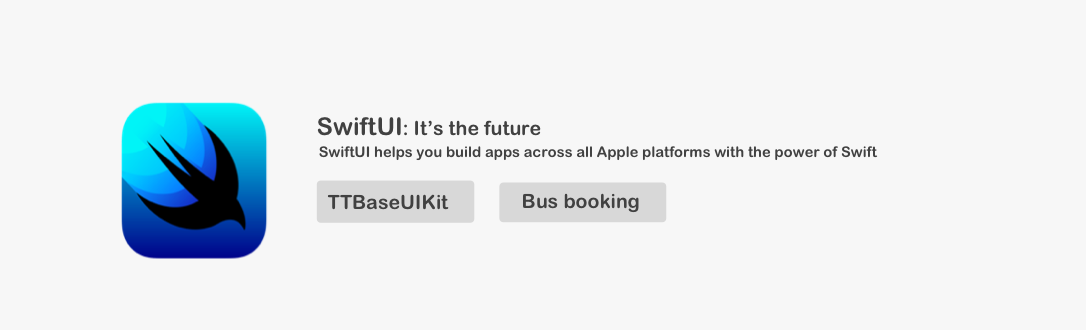 SwiftUI: It’s the future
SwiftUI helps you build apps across all Apple platforms with the power of Swift
TTBaseUIKit
Bus booking